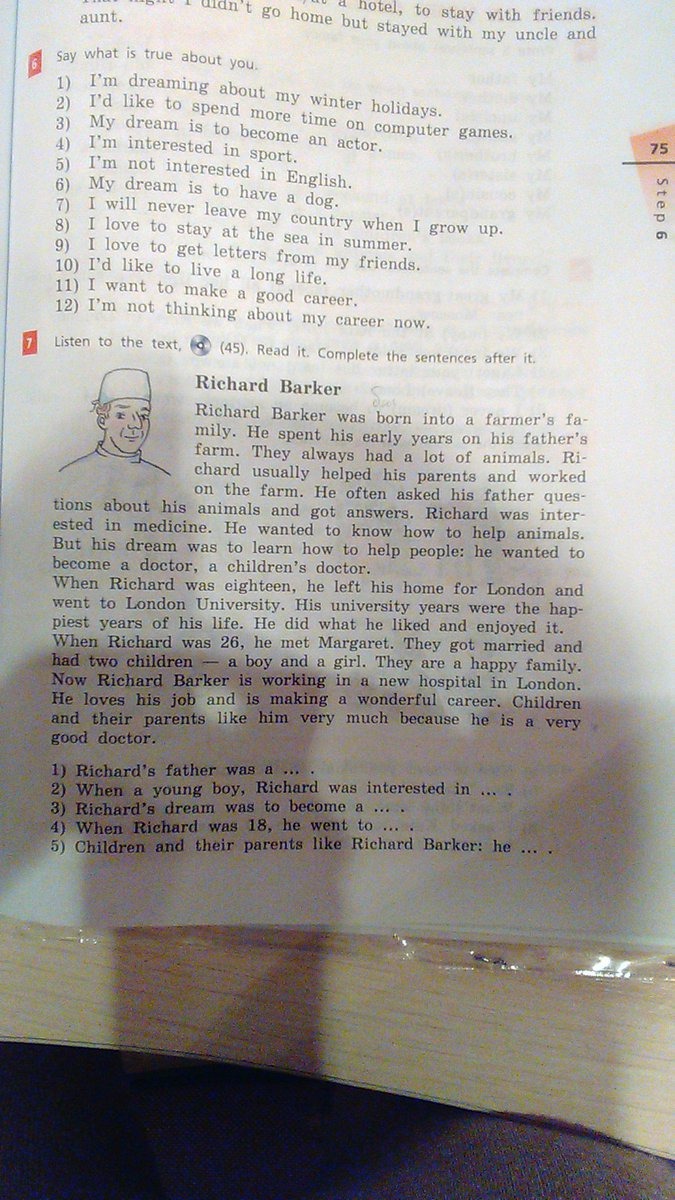 I didn't go home but stayed with my uncle and
a hotel, to stay with friends.
aunt.
6 Say what is true about you.
1) I'm dreaming about my winter holidays.
2) I'd like to spend more time on computer games.
3) My dream is to become an actor.
4) I'm interested in sport.
5) I'm not interested in English.
6) My dream is to have a dog.
7) I will never leave my country when I grow up.
8) I love to stay at the sea in summer.
9) I love to get letters from my friends.
10) I'd like to live a long life.
11) I want to make a good career.
12) I'm not thinking about my career now.
75
Step 6
7 Listen to the text, (45). Read it. Complete the sentences after it.
Richard Barker
Richard Barker was born into a farmer's fa-
mily. He spent his early years on his father's
farm. They always had a lot of animals. Ri-
chard usually helped his parents and worked
on the farm. He often asked his father ques-
tions about his animals and got answers. Richard was inter-
ested in medicine. He wanted to know how to help animals.
But his dream was to learn how to help people: he wanted to
become a doctor, a children's doctor.
When Richard was eighteen, he left his home for London and
went to London University. His university years were the hap-
piest years of his life. He did what he liked and enjoyed it.
When Richard was 26, he met Margaret. They got married and
had two children — a boy and a girl. They are a happy family.
Now Richard Barker is working in a new hospital in London.
He loves his job and is making a wonderful career. Children
and their parents like him very much because he is a very
good doctor.
1) Richard's father was a ... .
2) When a young boy, Richard was interested in ... .
3) Richard's dream was to become a ... .
4) When Richard was 18, he went to ... .
5) Children and their parents like Richard Barker: he ... .